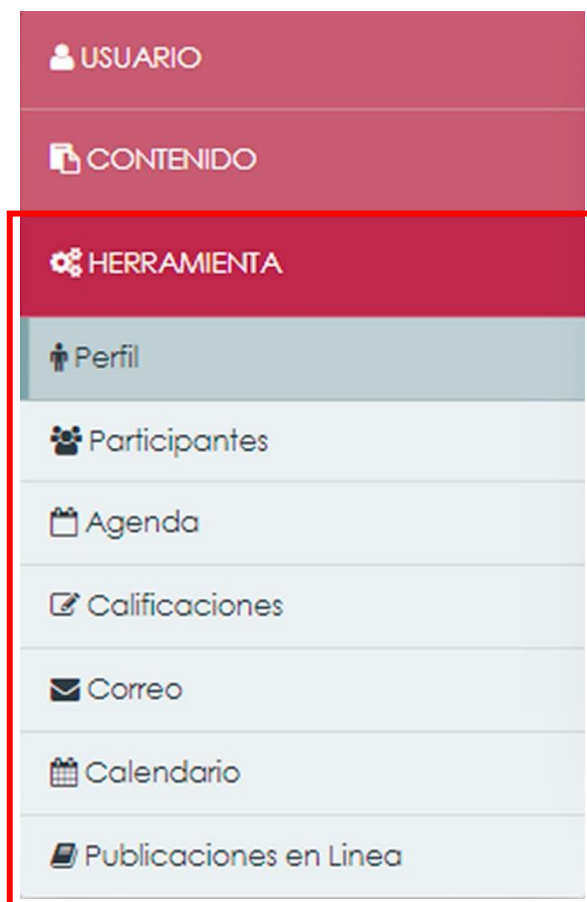 USUARIO
CONTENIDO
HERRAMIENTA
Perfil
Participantes
Agenda
Calificaciones
Correo
Calendario
Publicaciones en Linea